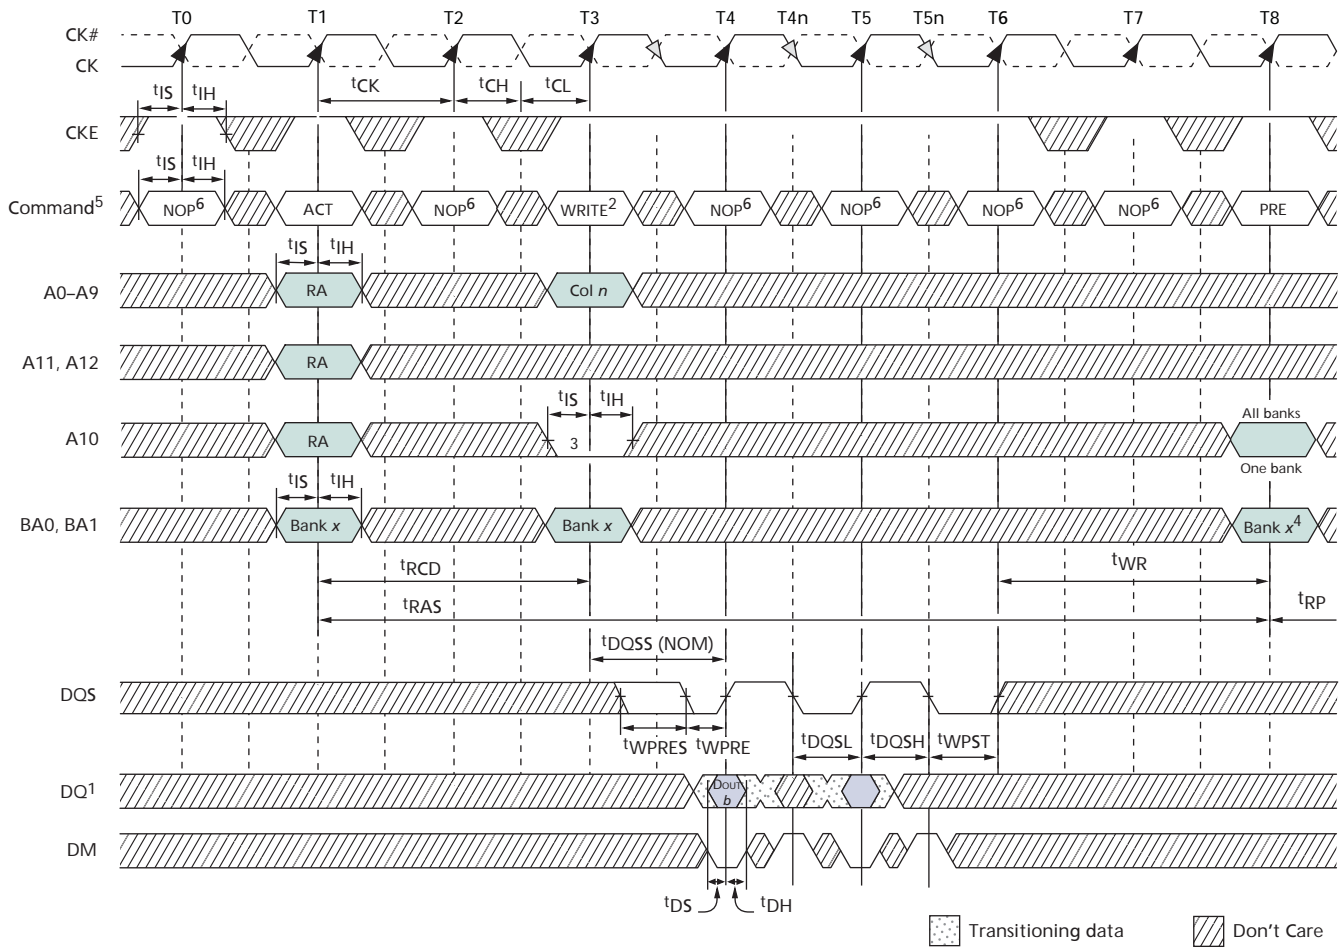 T0 T1 T2 T3 T4 T4n T5 T5n T6 T7 T8
CK#
CK
tCK tCH tCL
tIS tIH
CKE
tIS tIH
Command5 NOP6 ACT NOP6 WRITE2 NOP6 NOP6 NOP6 NOP6 PRE
tIS tIH
A0–A9 RA Col n
A11, A12 RA
tIS tIH
All banks
A10 RA 3
One bank
tIS tIH
BA0, BA1 Bank x Bank x Bank x4
tRCD tWR
tRAS tRP
tDQSS (NOM)
DQS
tWPRES tWPRE tDQSL tDQSH tWPST
DQ1 DOUT
b
DM
tDS tDH
Transitioning data Don't Care